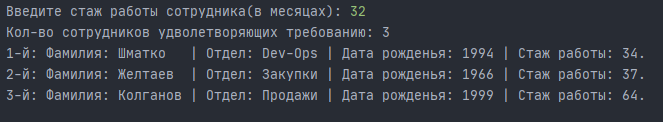 Введите стаж работы сотрудника(в месяцах): 32
Кол-во сотрудников удволетворяющих требованию: 3
1-й: Фамилия: Шматко   | Отдел: Dev-Ops | Дата рожденья: 1994 | Стаж работы: 34.
2-й: Фамилия: Желтаев  | Отдел: Закупки | Дата рожденья: 1966 | Стаж работы: 37.
3-й: Фамилия: Колганов | Отдел: Продажи | Дата рожденья: 1999 | Стаж работы: 64.